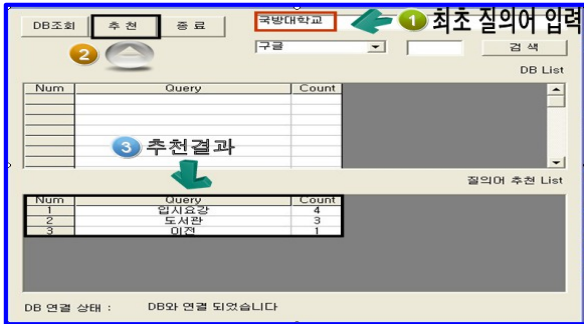 DB조회 추 천 종 료 국방대학교 1 최초 질의어 입력
2 구글 검 색
DB List
Num Query Count
3 추천결과
질의어 추천 List
Num Query Count
1 입시요강 4
2 도서관 3
3 이전 1
DB 연결 상태 : DB와 연결 되었습니다